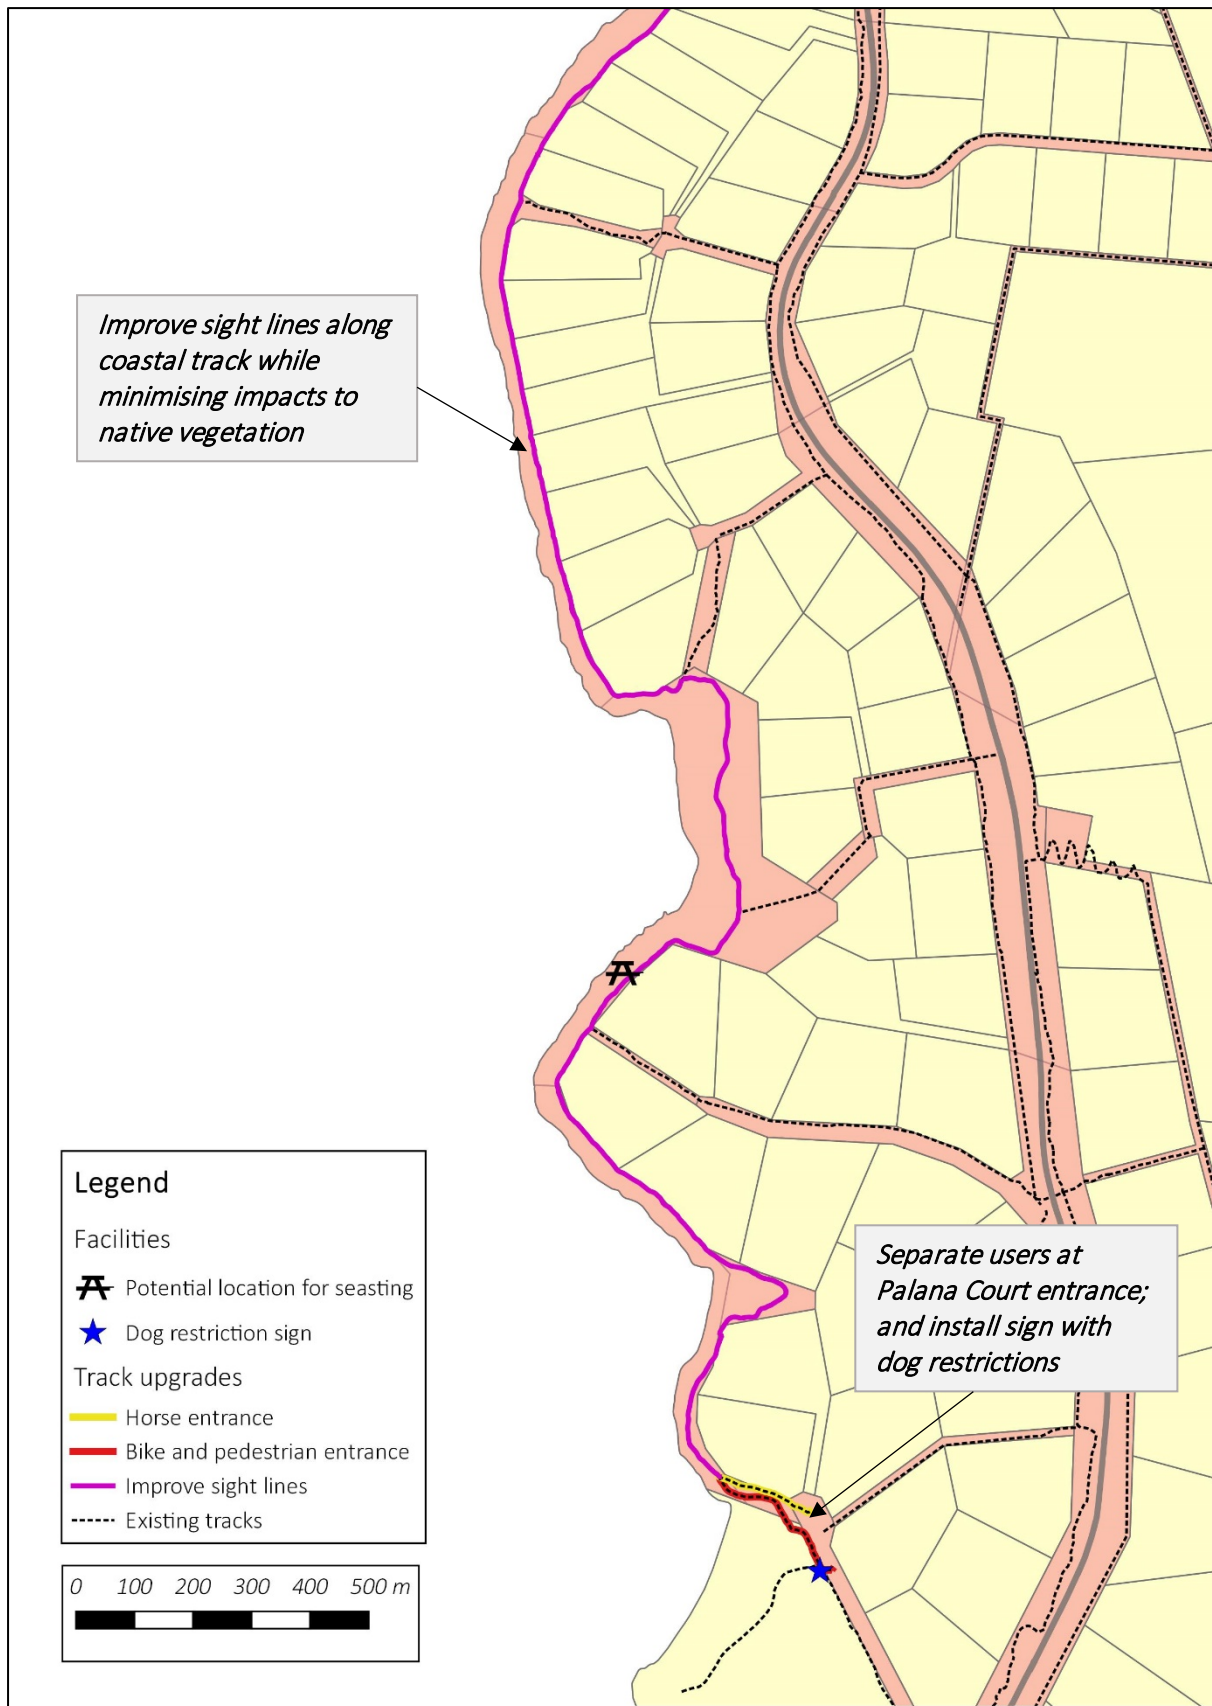 Improve sight lines along
coastal track while
minimising impacts to
native vegetation
Legend
Facilities
Potential location for seasting
Dog restriction sign
Track upgrades
Horse entrance
Bike and pedestrian entrance
Improve sight lines
Existing tracks
0 100 200 300 400 500 m
Separate users at
Palana Court entrance;
and install sign with
dog restrictions